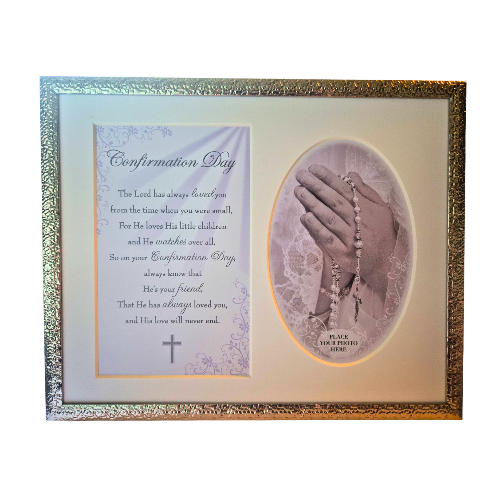 Confirmation Day
The Lord has always loved you
from the time when you were small,
For He loves His little children
and He watches over all.
So on your Confirmation Day,
always know that
He's your friend,
That He has always loved you,
and His love will never end.
PLACE
YOUR PHOTO
HERE